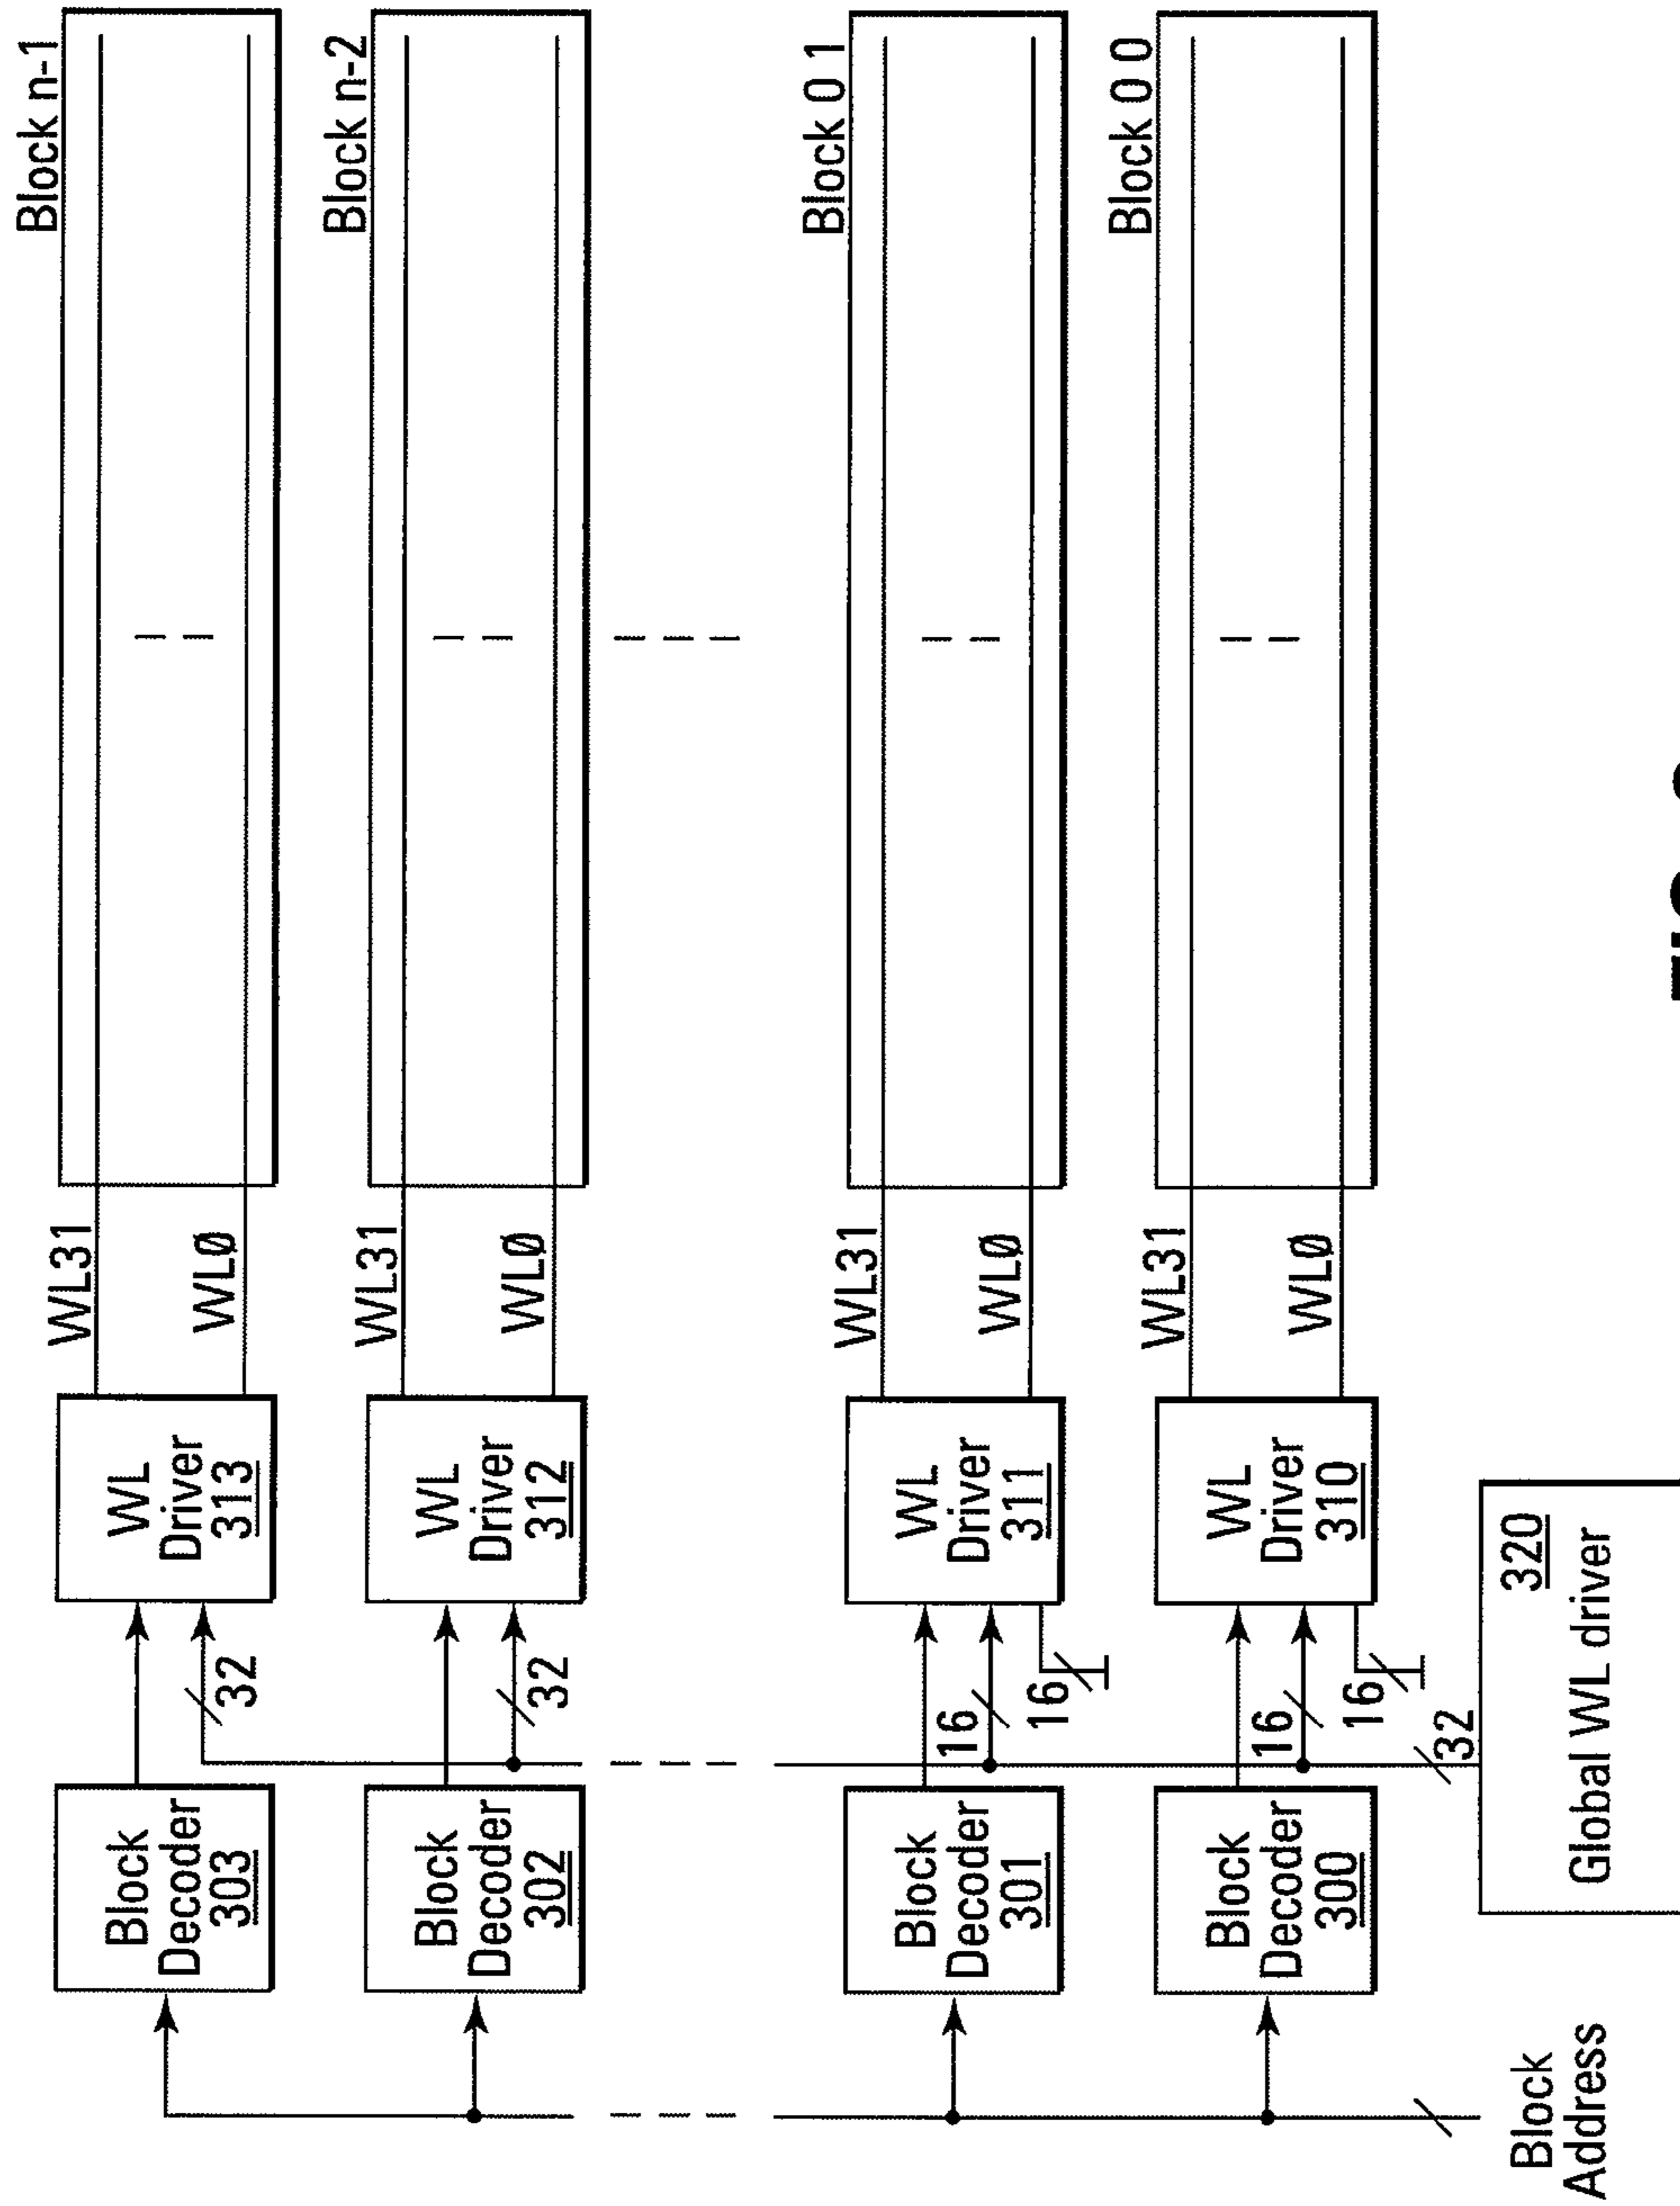 Block
Decoder
303
32
WL
Driver
313
WL31
WLØ
Block n-1
Block
Decoder
302
32
WL
Driver
312
WL31
WLØ
Block n-2
Block
Decoder
301
16
16
WL
Driver
311
WL31
WLØ
Block 0 1
Block
Decoder
300
16
16
WL
Driver
310
WL31
WLØ
Block 0 0
Block
Address
32
320
Global WL driver